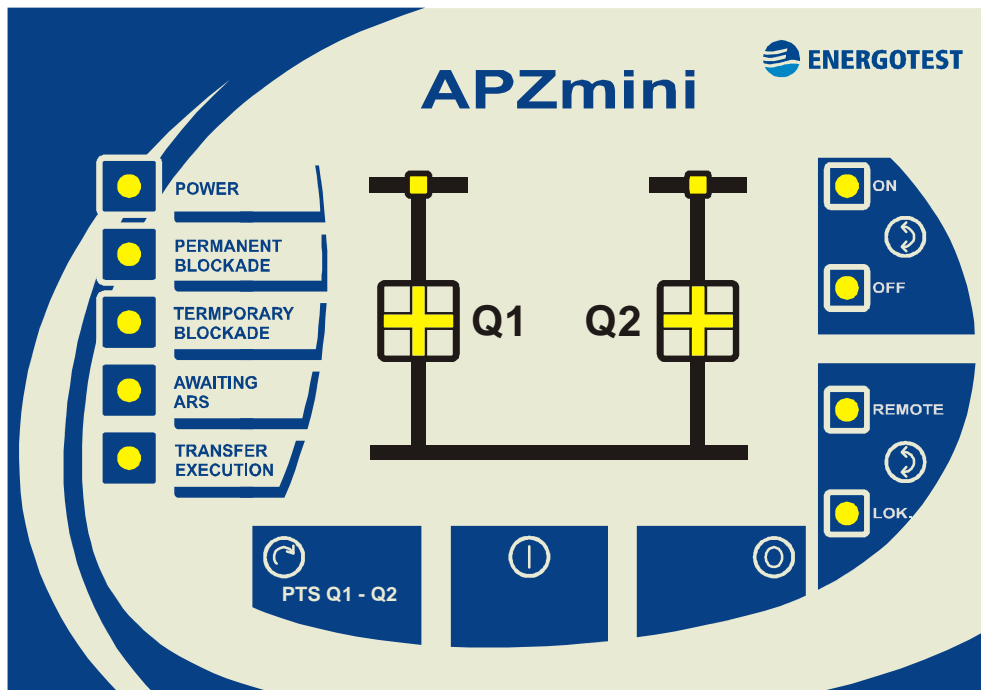 ENERGOTEST
APZmini
POWER
PERMANENT
BLOCKADE
TERMPORARY
BLOCKADE
AWAITING
ARS
TRANSFER
EXECUTION
Q1
Q2
ON
OFF
REMOTE
LOK.
PTS Q1 - Q2